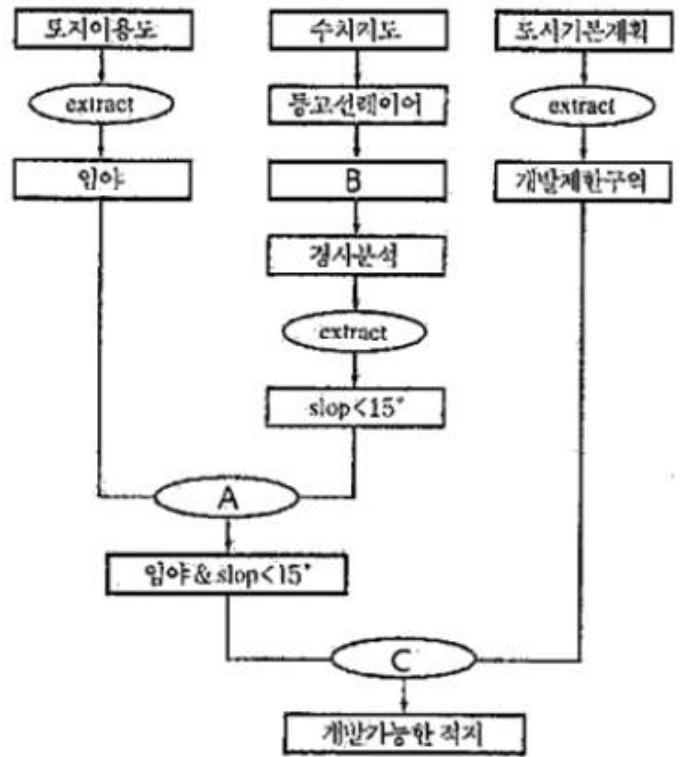 토지이용도
수치지도
도시기본계획
extract
등고선레이어
extract
임야
B
개발제한구역
경사분석
extract
slop<15°
A
임야 & slop<15°
C
개발가능한 적지